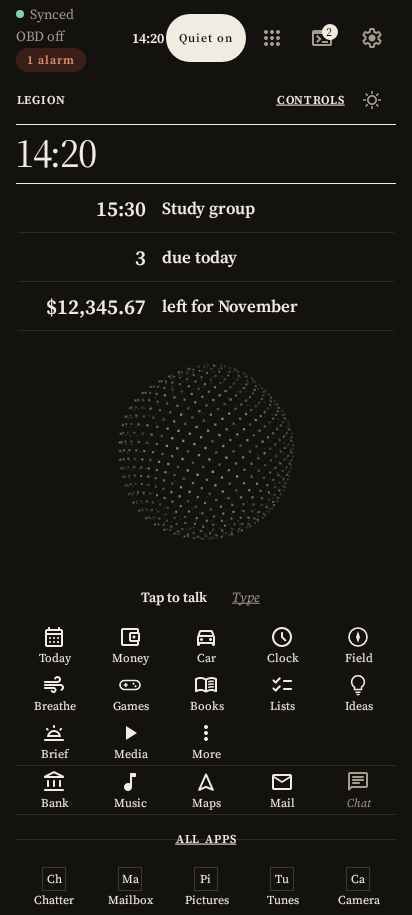 Synced
OBD off
1 alarm
14:20
Quiet on
2
LEGION
CONTROLS
14:20
15:30 Study group
3 due today
$12,345.67 left for November
Tap to talk Type
Today Money Car Clock Field
Breathe Games Books Lists Ideas
Brief Media More
Bank Music Maps Mail Chat
ALL APPS
Ch Ma Pi Tu Ca
Chatter Mailbox Pictures Tunes Camera